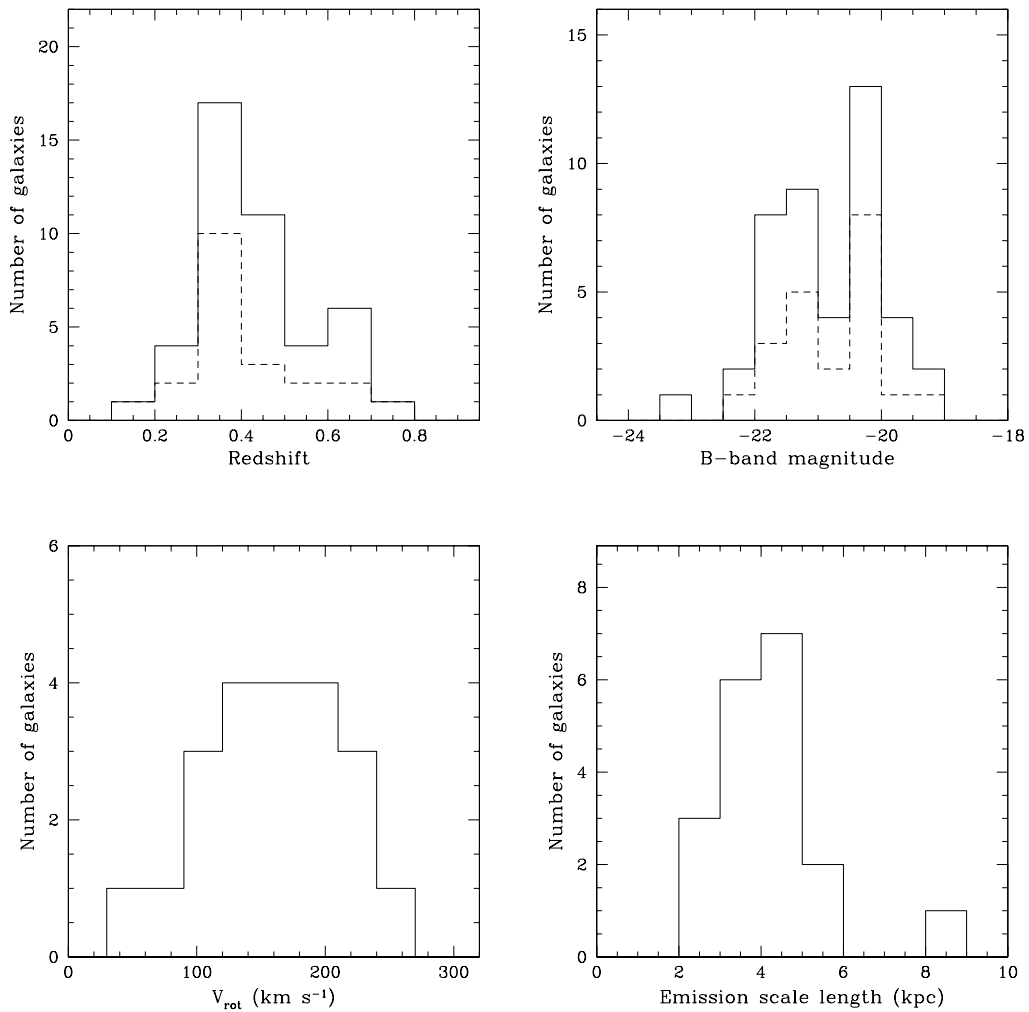 Number of galaxies
20
15
10
5
0
0 0.2 0.4 0.6 0.8
Redshift
Number of galaxies
15
10
5
0
−24 −22 −20 −18
B−band magnitude
Number of galaxies
6
4
2
0
0 100 200 300
V_rot (km s⁻¹)
Number of galaxies
8
6
4
2
0
0 2 4 6 8 10
Emission scale length (kpc)